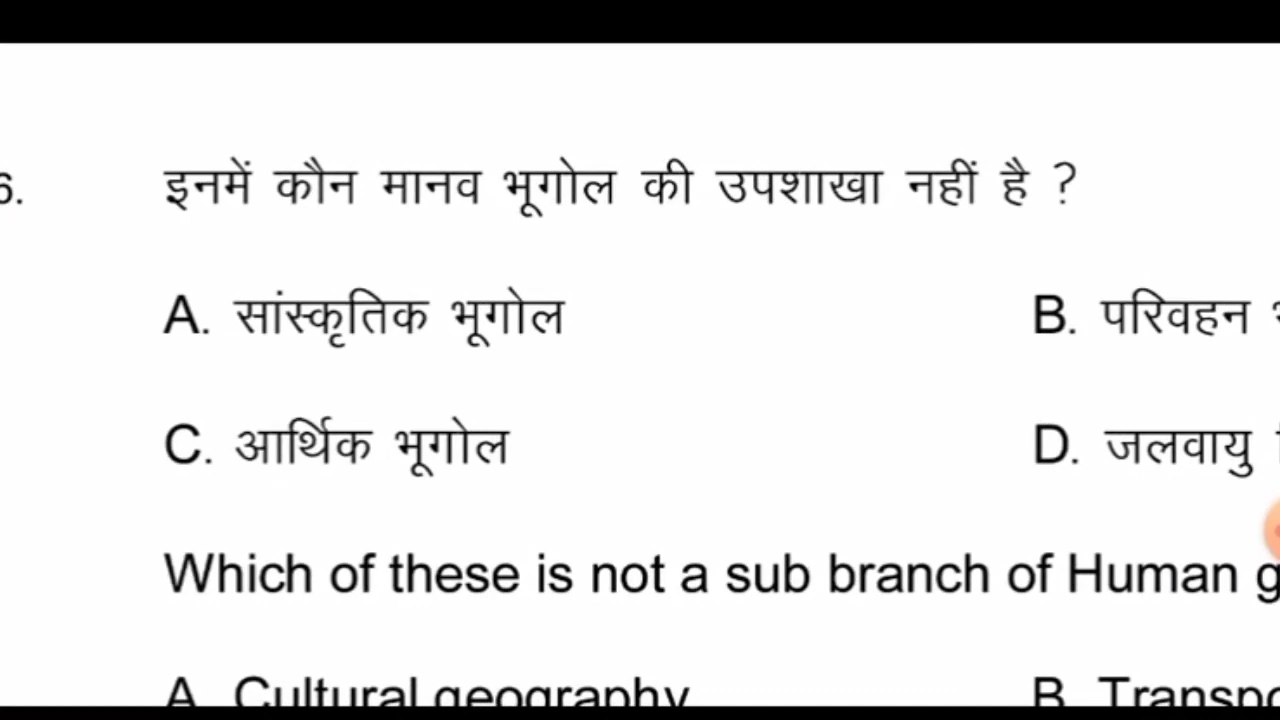 6. इनमें कौन मानव भूगोल की उपशाखा नहीं है ?
A. सांस्कृतिक भूगोल B. परिवहन
C. आर्थिक भूगोल D. जलवायु
Which of these is not a sub branch of Human
A. Cultural geography B.